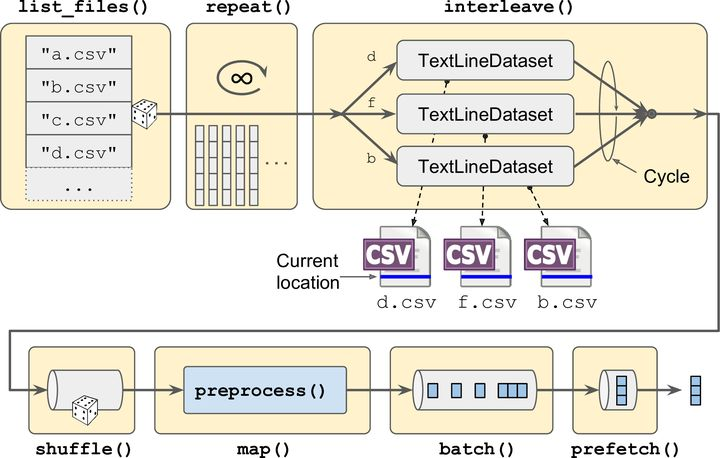 list_files()
repeat()
interleave()
"a.csv"
"b.csv"
"c.csv"
"d.csv"
...
∞
...
d
f
b
TextLineDataset
TextLineDataset
TextLineDataset
Cycle
Current
location
CSV
CSV
CSV
d.csv
f.csv
b.csv
preprocess()
shuffle()
map()
batch()
prefetch()